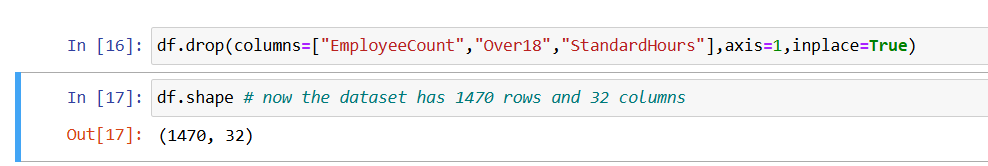 In [16]: df.drop(columns=["EmployeeCount","Over18","StandardHours"],axis=1,inplace=True)
In [17]: df.shape # now the dataset has 1470 rows and 32 columns
Out[17]: (1470, 32)